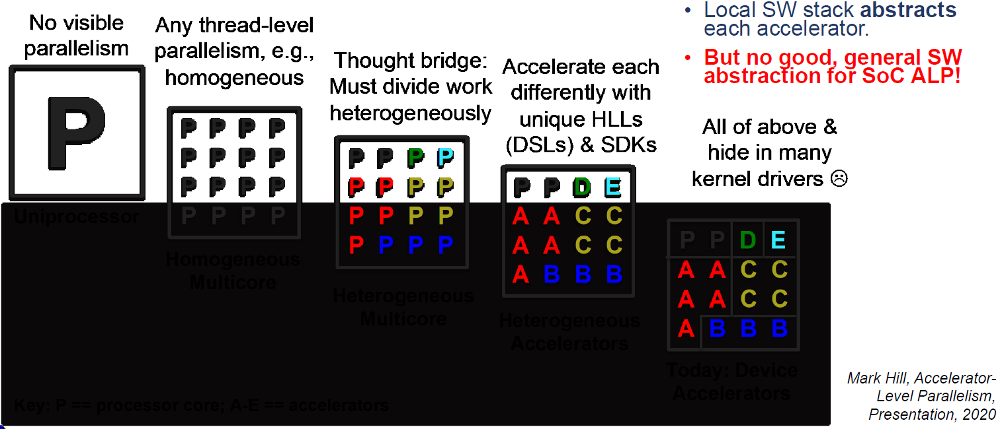 No visible
parallelism
P
Uniprocessor
Any thread-level
parallelism, e.g.,
homogeneous
P P P P
P P P P
P P P P
P P P P
Homogeneous
Multicore
Thought bridge:
Must divide work
heterogeneously
P P P P
P P P P
P P P P
P P P P
Heterogeneous
Multicore
Accelerate each
differently with
unique HLLs
(DSLs) & SDKs
P P D E
A A C C
A A C C
A B B B
Heterogeneous
Accelerators
• Local SW stack abstracts
each accelerator.
• But no good, general SW
abstraction for SoC ALP!
All of above &
hide in many
kernel drivers ☹
P P D E
A A C C
A A C C
A B B B
Today: Device
Accelerators
Key: P == processor core; A-E == accelerators
Mark Hill, Accelerator-
Level Parallelism,
Presentation, 2020